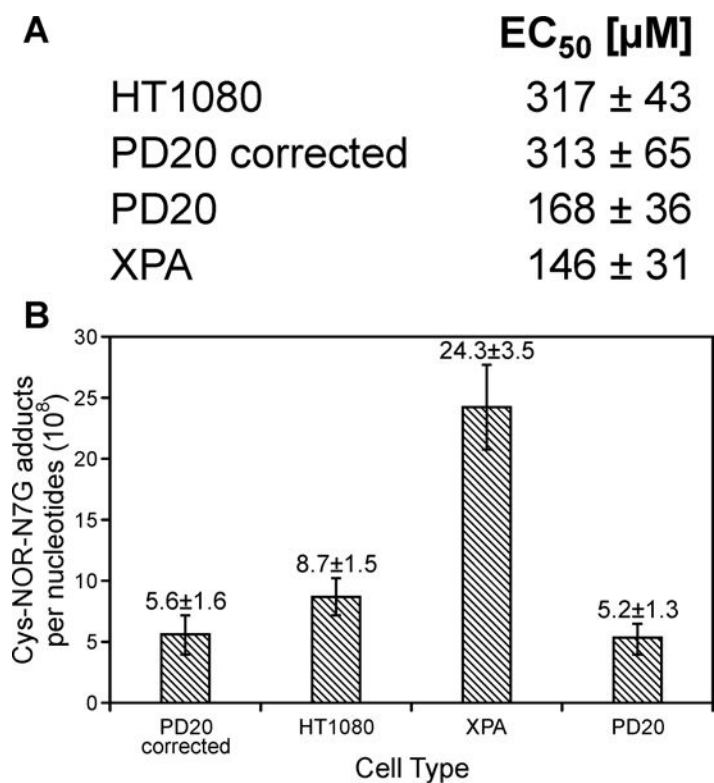 A
EC₅₀ [µM]
HT1080 317 ± 43
PD20 corrected 313 ± 65
PD20 168 ± 36
XPA 146 ± 31
B
Cys-NOR-N7G adducts
per nucleotides (10⁸)
30
25
20
15
10
5
0
5.6±1.6
8.7±1.5
24.3±3.5
5.2±1.3
PD20
corrected
HT1080
XPA
PD20
Cell Type